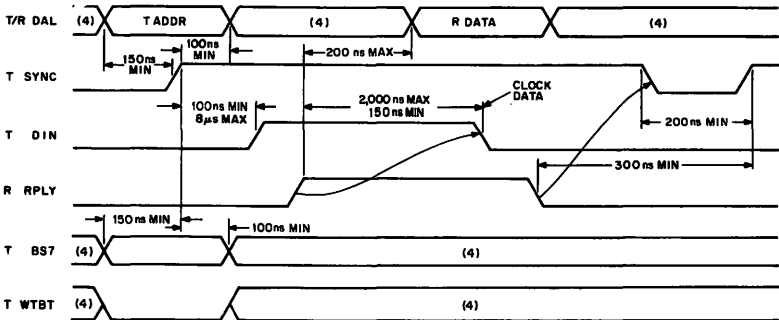 T/R DAL (4) T ADDR (4) R DATA (4)
100ns MIN
200 ns MAX
150ns MIN
T SYNC
CLOCK DATA
100ns MIN
8µs MAX
2,000 ns MAX
150 ns MIN
200 ns MIN
T DIN
300 ns MIN
R RPLY
150 ns MIN
100ns MIN
T BS7 (4) (4)
T WTBT (4) (4)